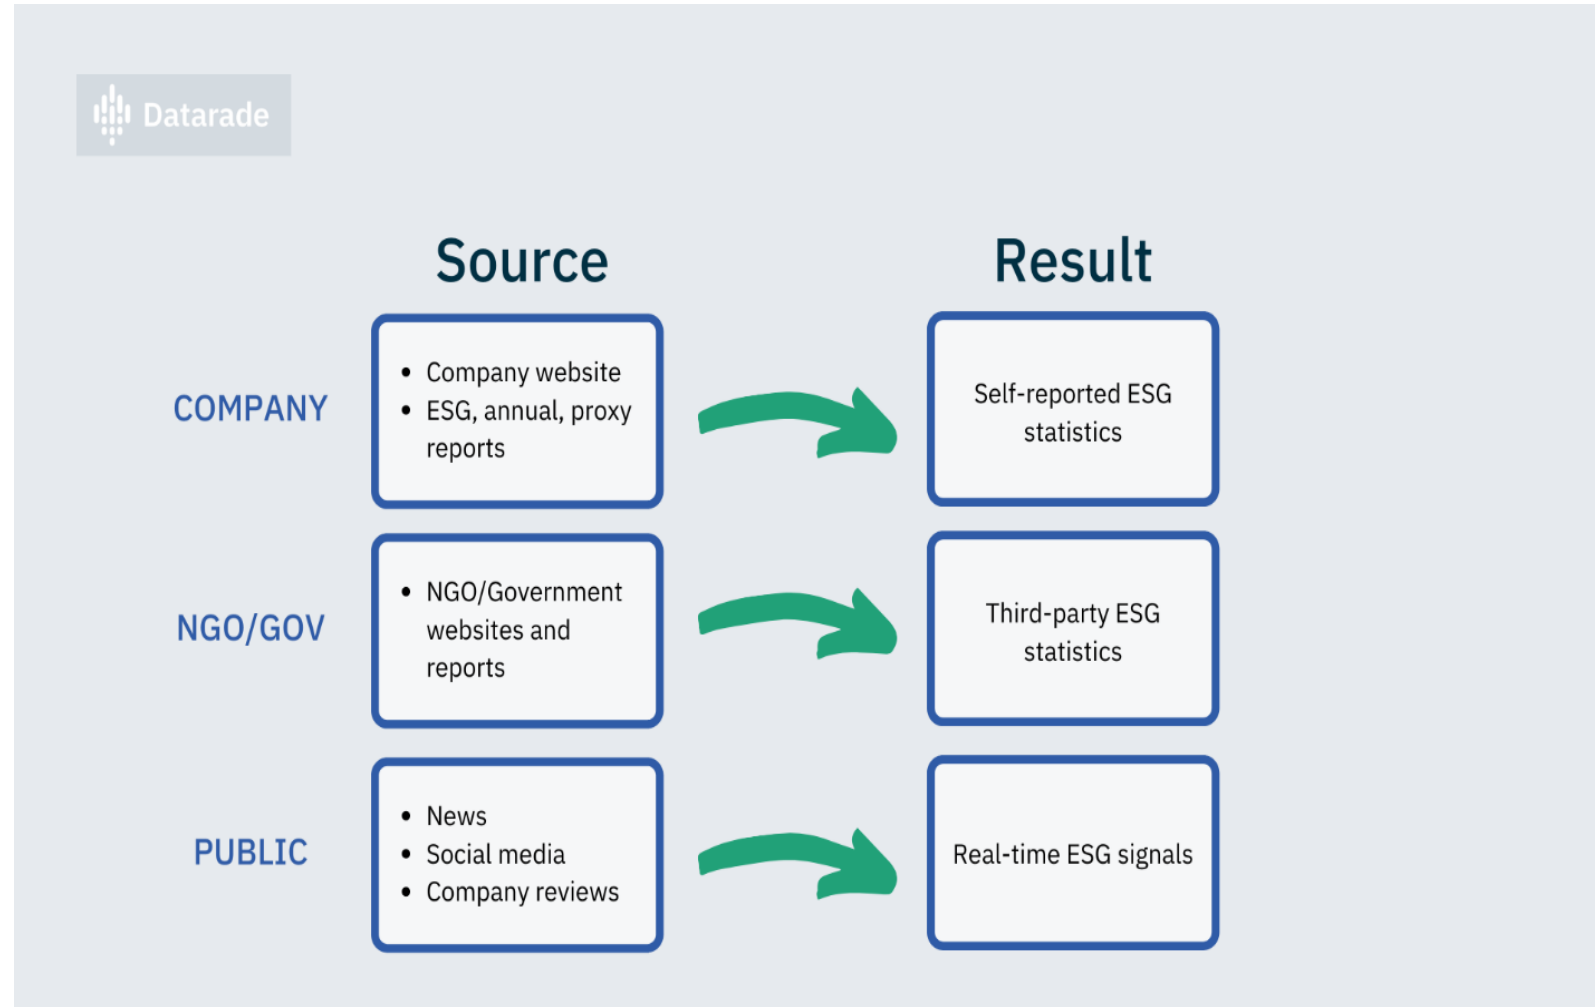 Datarade
Source
Result
COMPANY
• Company website
• ESG, annual, proxy
reports
Self-reported ESG
statistics
NGO/GOV
• NGO/Government
websites and
reports
Third-party ESG
statistics
PUBLIC
• News
• Social media
• Company reviews
Real-time ESG signals